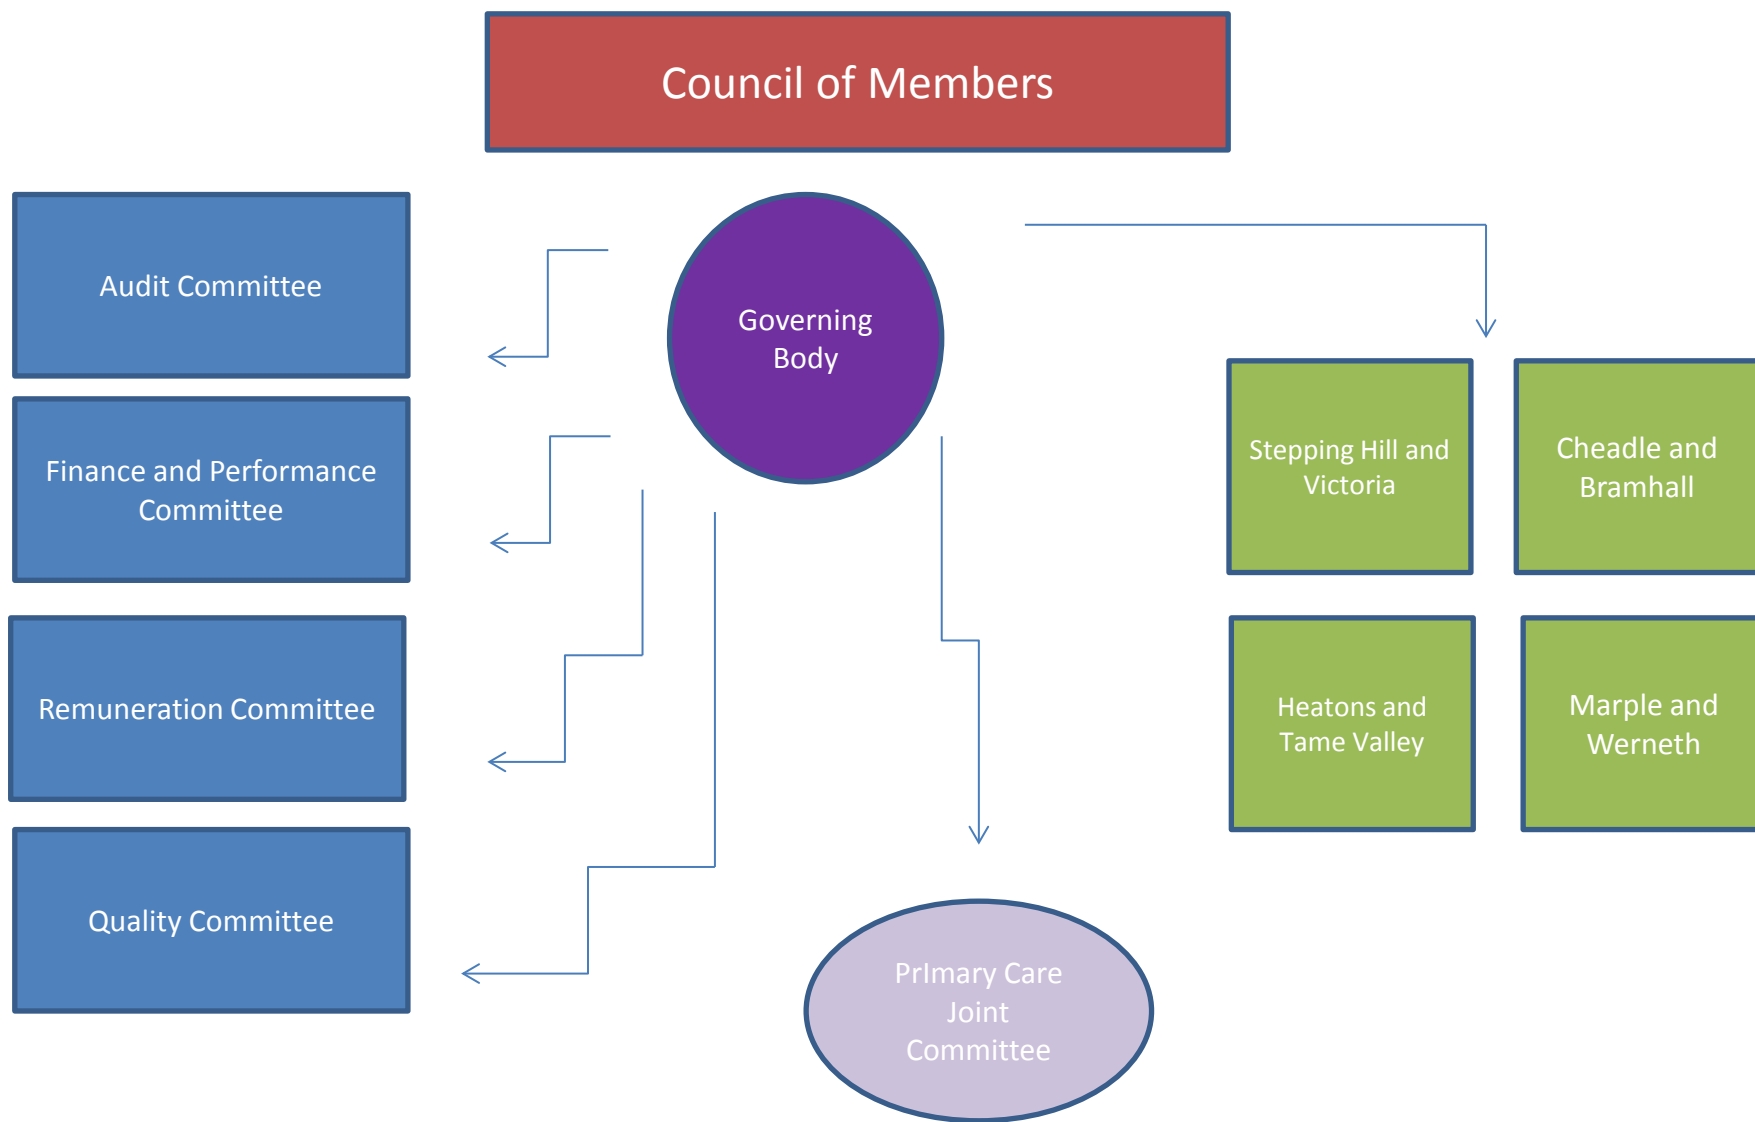 Council of Members
Audit Committee
Governing
Body
Finance and Performance
Committee
Stepping Hill and
Victoria
Cheadle and
Bramhall
Remuneration Committee
Heatons and
Tame Valley
Marple and
Werneth
Quality Committee
PrImary Care
Joint
Committee